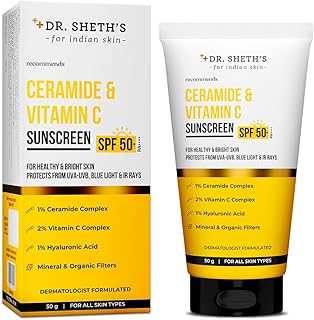 +DR. SHETH'S
-for indian skin-
recommends
CERAMIDE &
VITAMIN C
SUNSCREEN
SPF 50+
PA+++
FOR HEALTHY & BRIGHT SKIN
PROTECTS FROM UVA-UVB, BLUE LIGHT & IR RAYS
1% Ceramide Complex
2% Vitamin C Complex
1% Hyaluronic Acid
Mineral & Organic Filters
DERMATOLOGIST FORMULATED
50 g | FOR ALL SKIN TYPES
+DR. SHETH'S
-for indian skin-
recommends
CERAMIDE &
VITAMIN C
SUNSCREEN
SPF 50+
FOR HEALTHY & BRIGHT SKIN
PROTECTS FROM UVA-UVB, BLUE LIGHT & IR RAYS
1% Ceramide Complex
2% Vitamin C Complex
1% Hyaluronic Acid
Mineral & Organic Filters
DERMATOLOGIST FORMULATED
50 g | FOR ALL SKIN TYPES